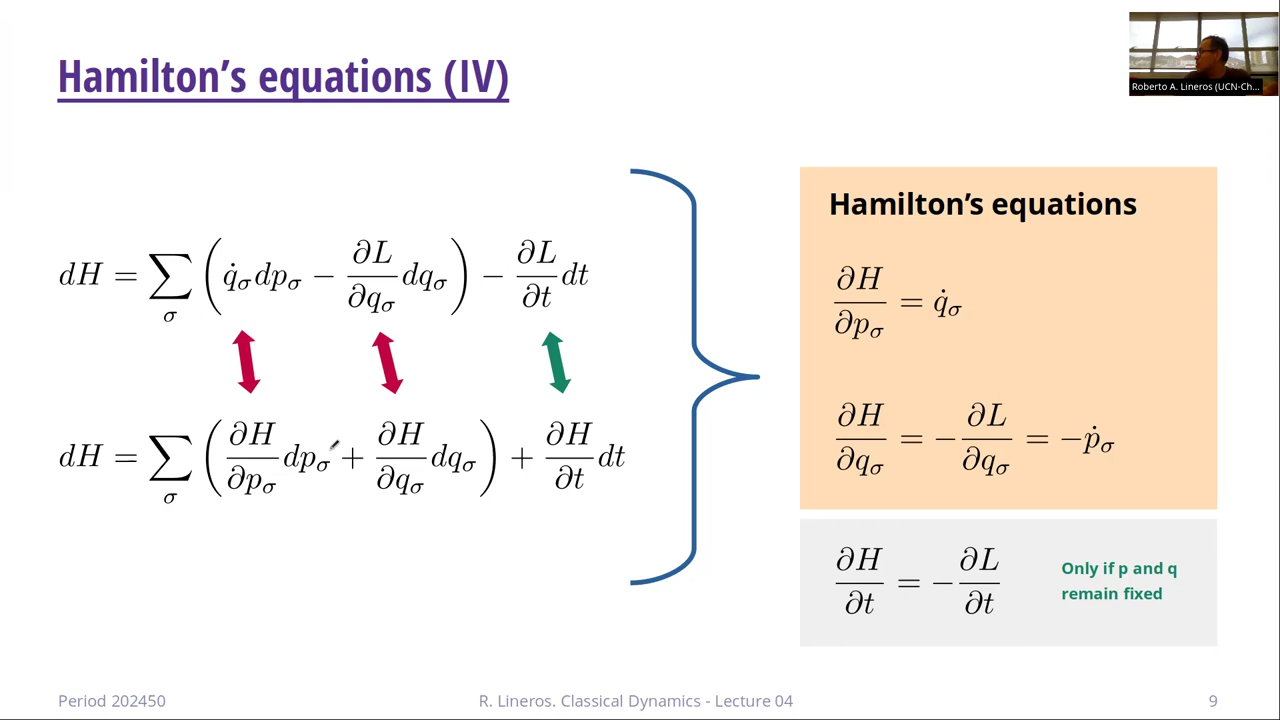 Hamilton's equations (IV)
Roberto A. Lineros (UCN-Ch...
dH = ∑_σ ( q̇_σ dp_σ − ∂L/∂q_σ dq_σ ) − ∂L/∂t dt
dH = ∑_σ ( ∂H/∂p_σ dp_σ + ∂H/∂q_σ dq_σ ) + ∂H/∂t dt
Hamilton's equations
∂H/∂p_σ = q̇_σ
∂H/∂q_σ = −∂L/∂q_σ = −ṗ_σ
∂H/∂t = −∂L/∂t
Only if p and q
remain fixed
Period 202450
R. Lineros. Classical Dynamics - Lecture 04
9